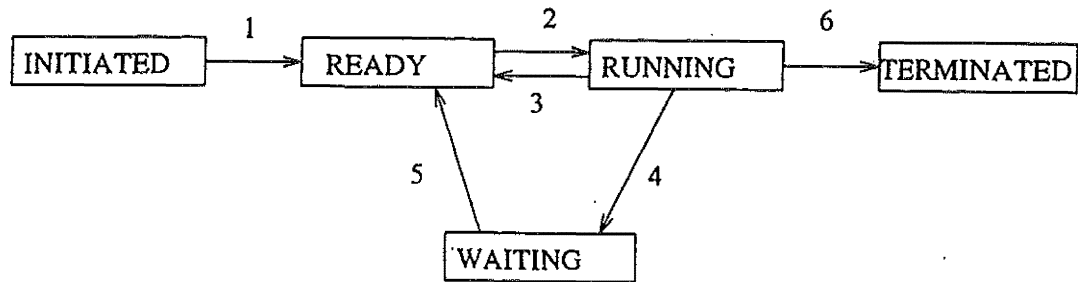 1
2
6
INITIATED
READY
RUNNING
TERMINATED
3
5
4
WAITING